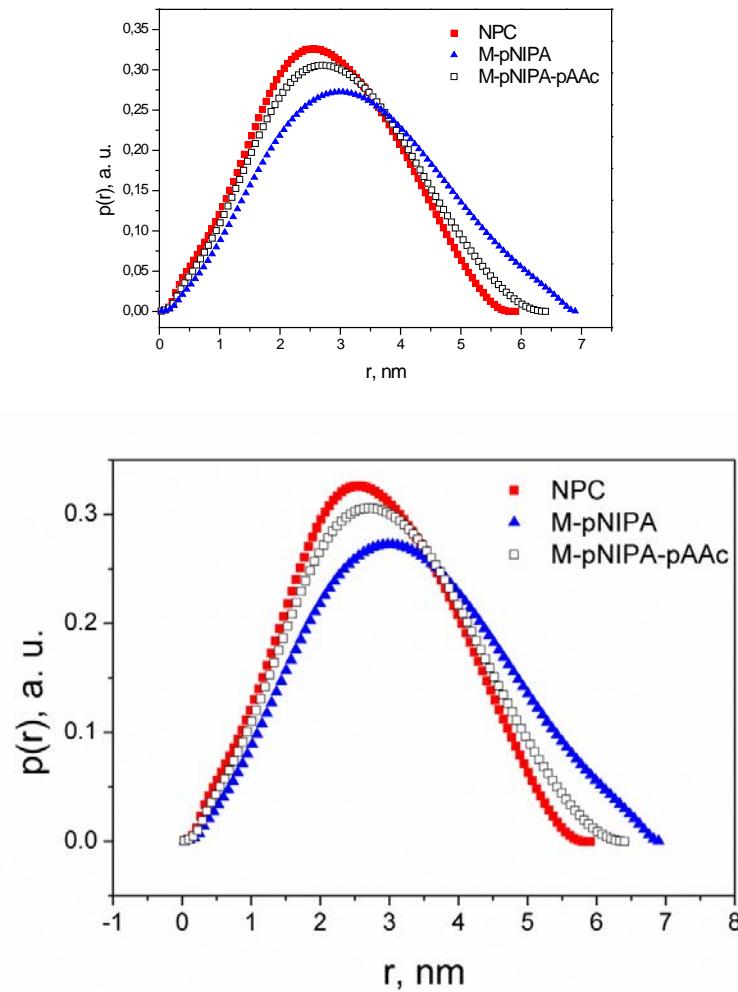 NPC
M-pNIPA
M-pNIPA-pAAc
0,35
0,30
0,25
0,20
0,15
0,10
0,05
0,00
p(r), a. u.
0 1 2 3 4 5 6 7
r, nm
NPC
M-pNIPA
M-pNIPA-pAAc
0.3
0.2
0.1
0.0
p(r), a. u.
-1 0 1 2 3 4 5 6 7 8
r, nm